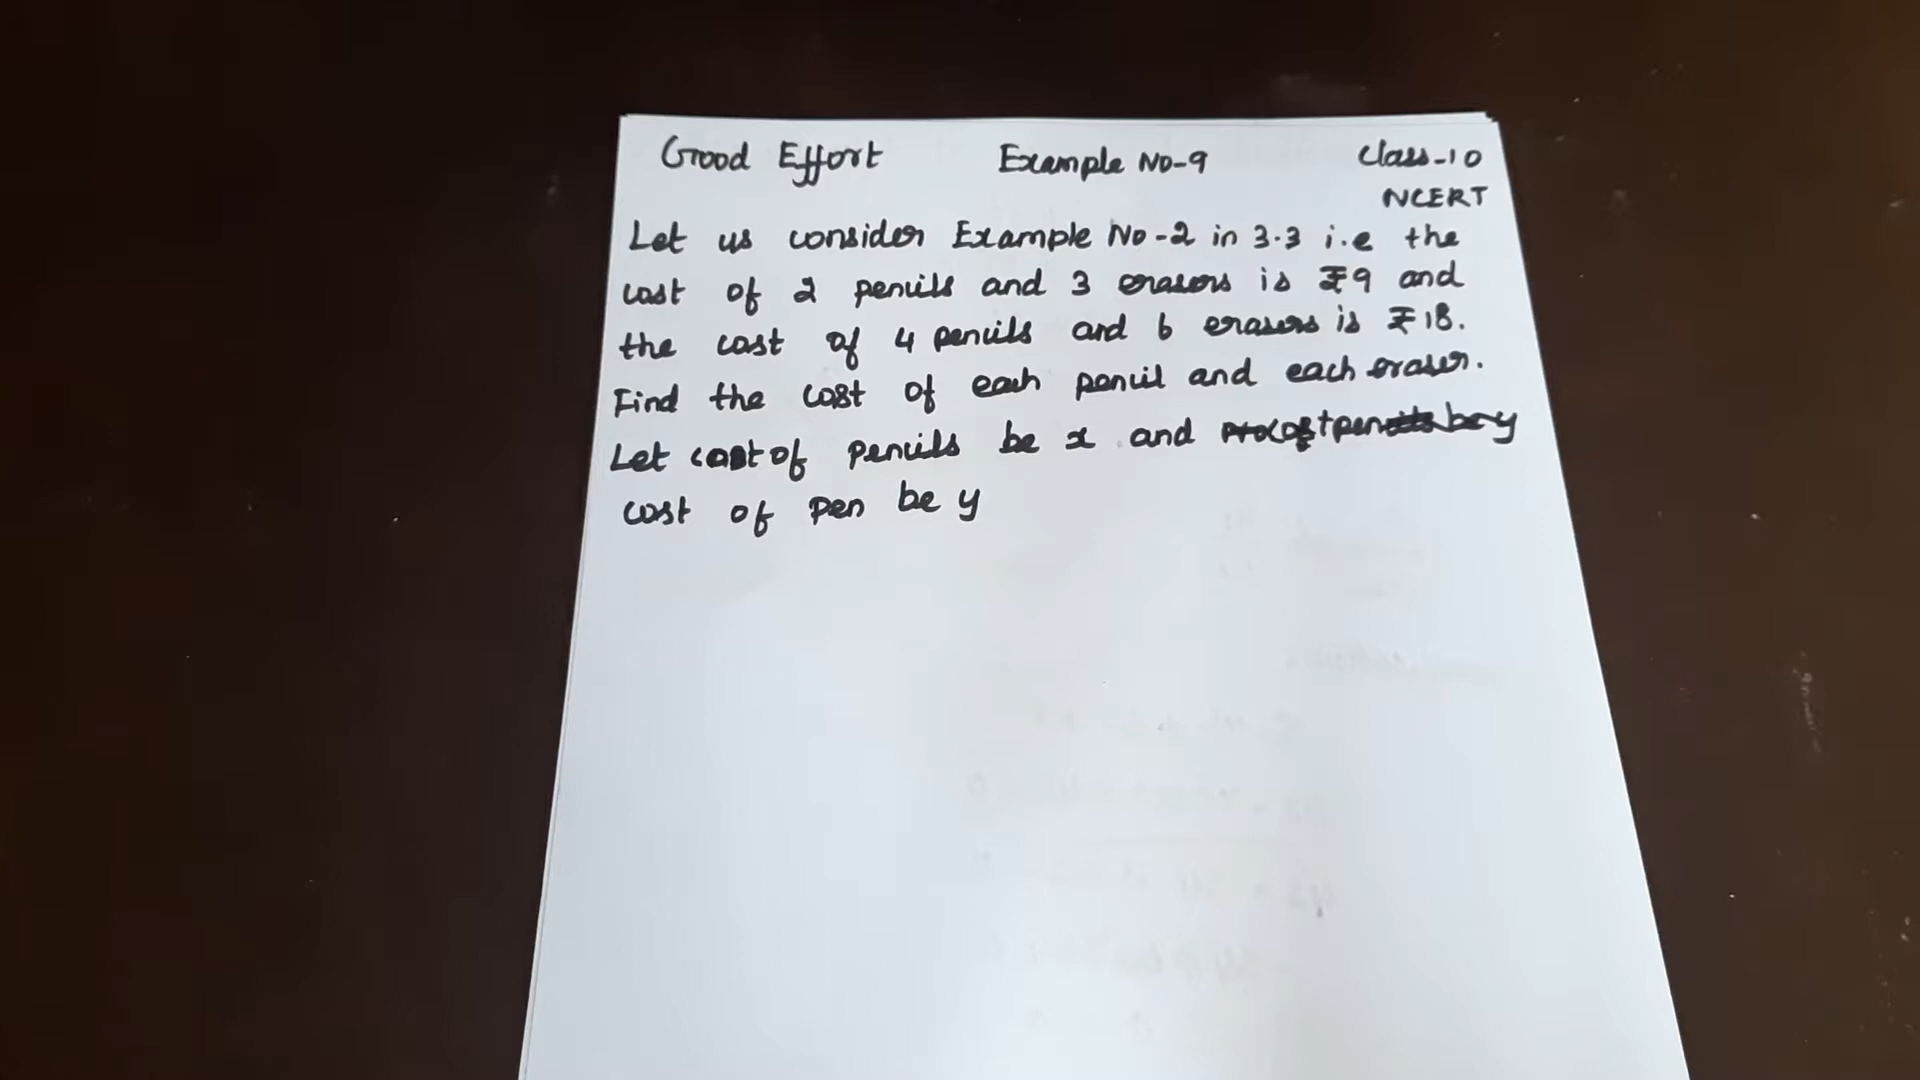 Good Effort Example No-9 Class-10
NCERT
Let us consider Example No-2 in 3.3 i.e the
cost of 2 pencils and 3 erasers is ₹9 and
the cost of 4 pencils and 6 erasers is ₹18.
Find the cost of each pencil and each eraser.
Let cost of pencils be x and
cost of pen be y